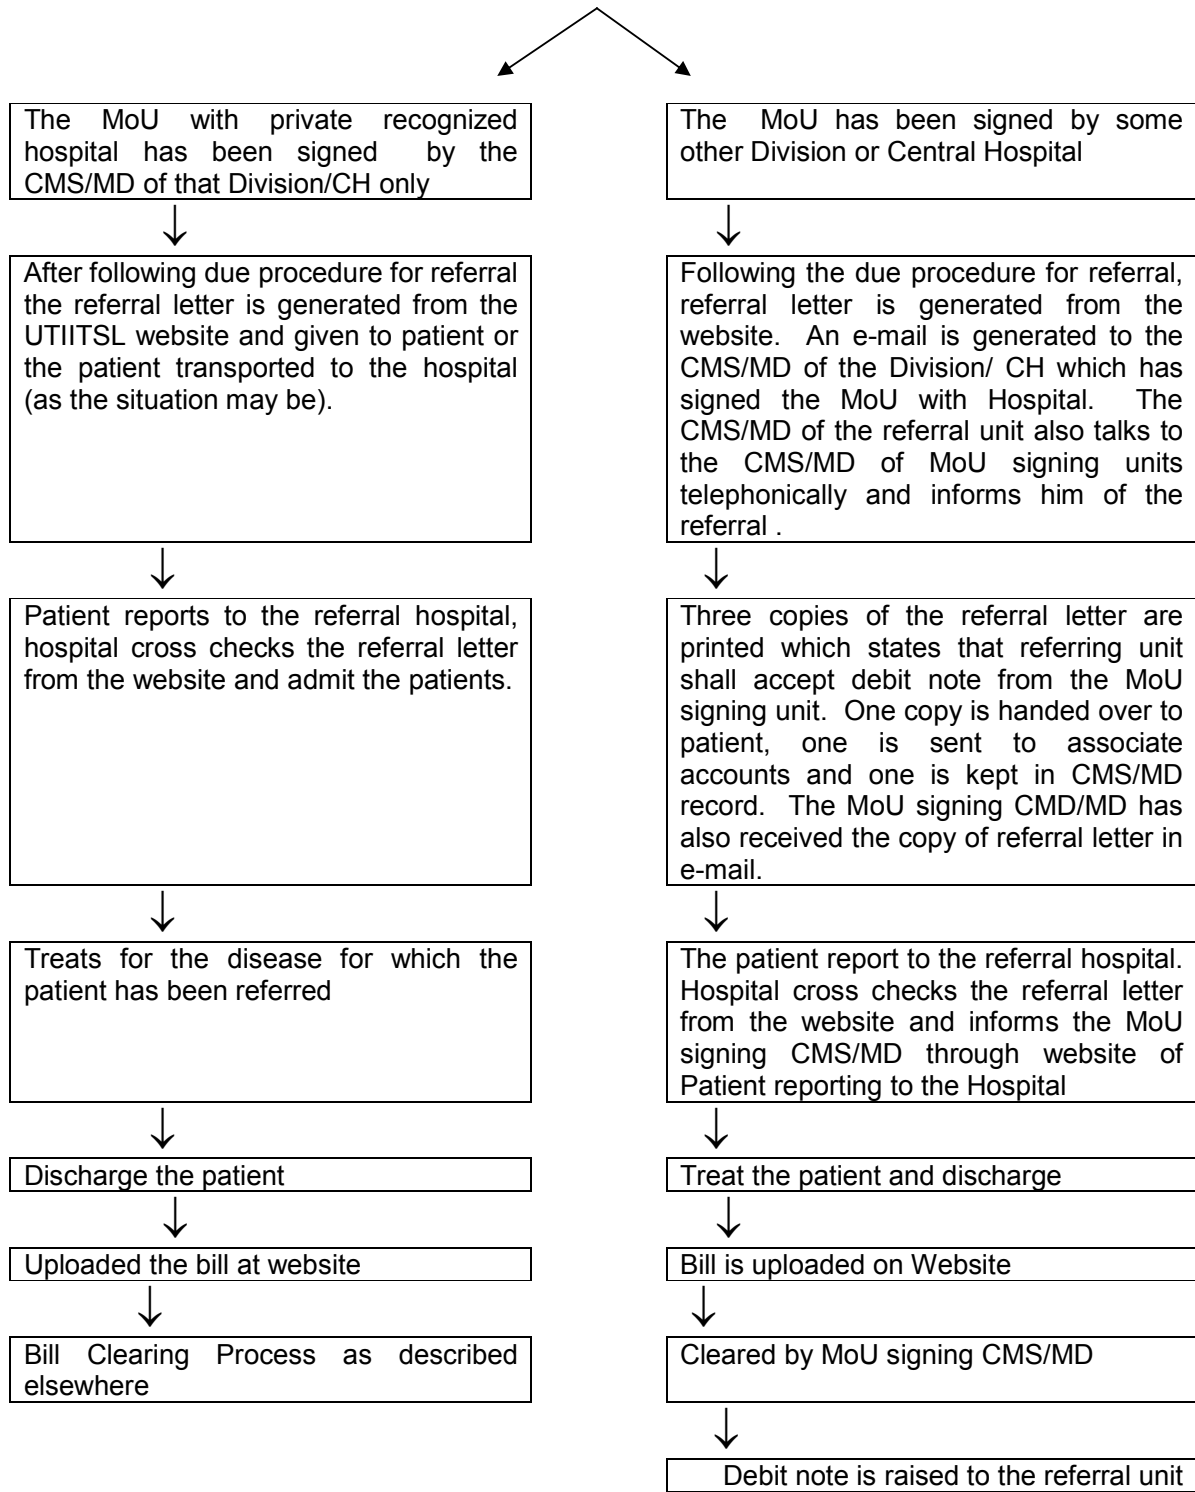 The MoU with private recognized
hospital has been signed by the
CMS/MD of that Division/CH only
After following due procedure for referral
the referral letter is generated from the
UTIITSL website and given to patient or
the patient transported to the hospital
(as the situation may be).
Patient reports to the referral hospital,
hospital cross checks the referral letter
from the website and admit the patients.
Treats for the disease for which the
patient has been referred
Discharge the patient
Uploaded the bill at website
Bill Clearing Process as described
elsewhere
The MoU has been signed by some
other Division or Central Hospital
Following the due procedure for referral,
referral letter is generated from the
website. An e-mail is generated to the
CMS/MD of the Division/ CH which has
signed the MoU with Hospital. The
CMS/MD of the referral unit also talks to
the CMS/MD of MoU signing units
telephonically and informs him of the
referral .
Three copies of the referral letter are
printed which states that referring unit
shall accept debit note from the MoU
signing unit. One copy is handed over to
patient, one is sent to associate
accounts and one is kept in CMS/MD
record. The MoU signing CMD/MD has
also received the copy of referral letter in
e-mail.
The patient report to the referral hospital.
Hospital cross checks the referral letter
from the website and informs the MoU
signing CMS/MD through website of
Patient reporting to the Hospital
Treat the patient and discharge
Bill is uploaded on Website
Cleared by MoU signing CMS/MD
Debit note is raised to the referral unit